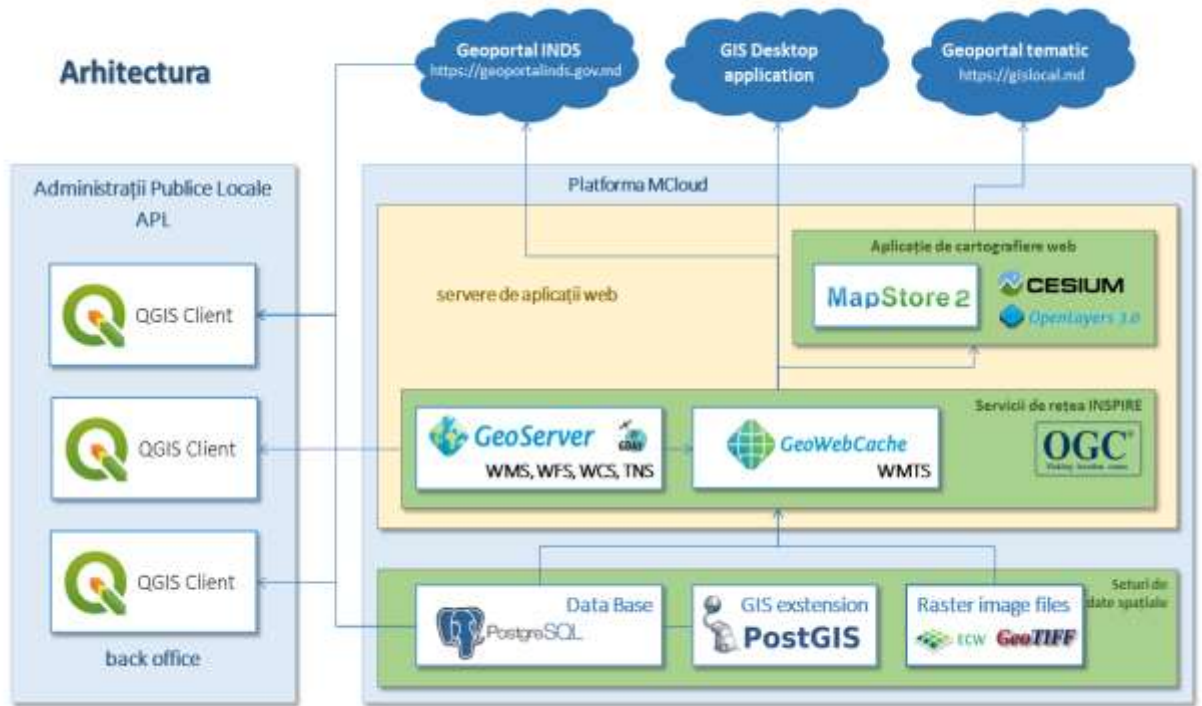 Arhitectura
Geoportal INDS
https://geoportalinds.gov.md
GIS Desktop
application
Geoportal tematic
https://gislocal.md
Administrații Publice Locale
APL
QGIS Client
QGIS Client
QGIS Client
back office
Platforma MCloud
servere de aplicații web
Aplicație de cartografiere web
MapStore 2
CESIUM
OpenLayers 3.0
Servicii de rețea INSPIRE
GeoServer
GDAL
WMS, WFS, WCS, TNS
GeoWebCache
WMTS
OGC
Seturi de
date spațiale
Data Base
PostgreSQL
GIS exstension
PostGIS
Raster image files
ECW
GeoTIFF